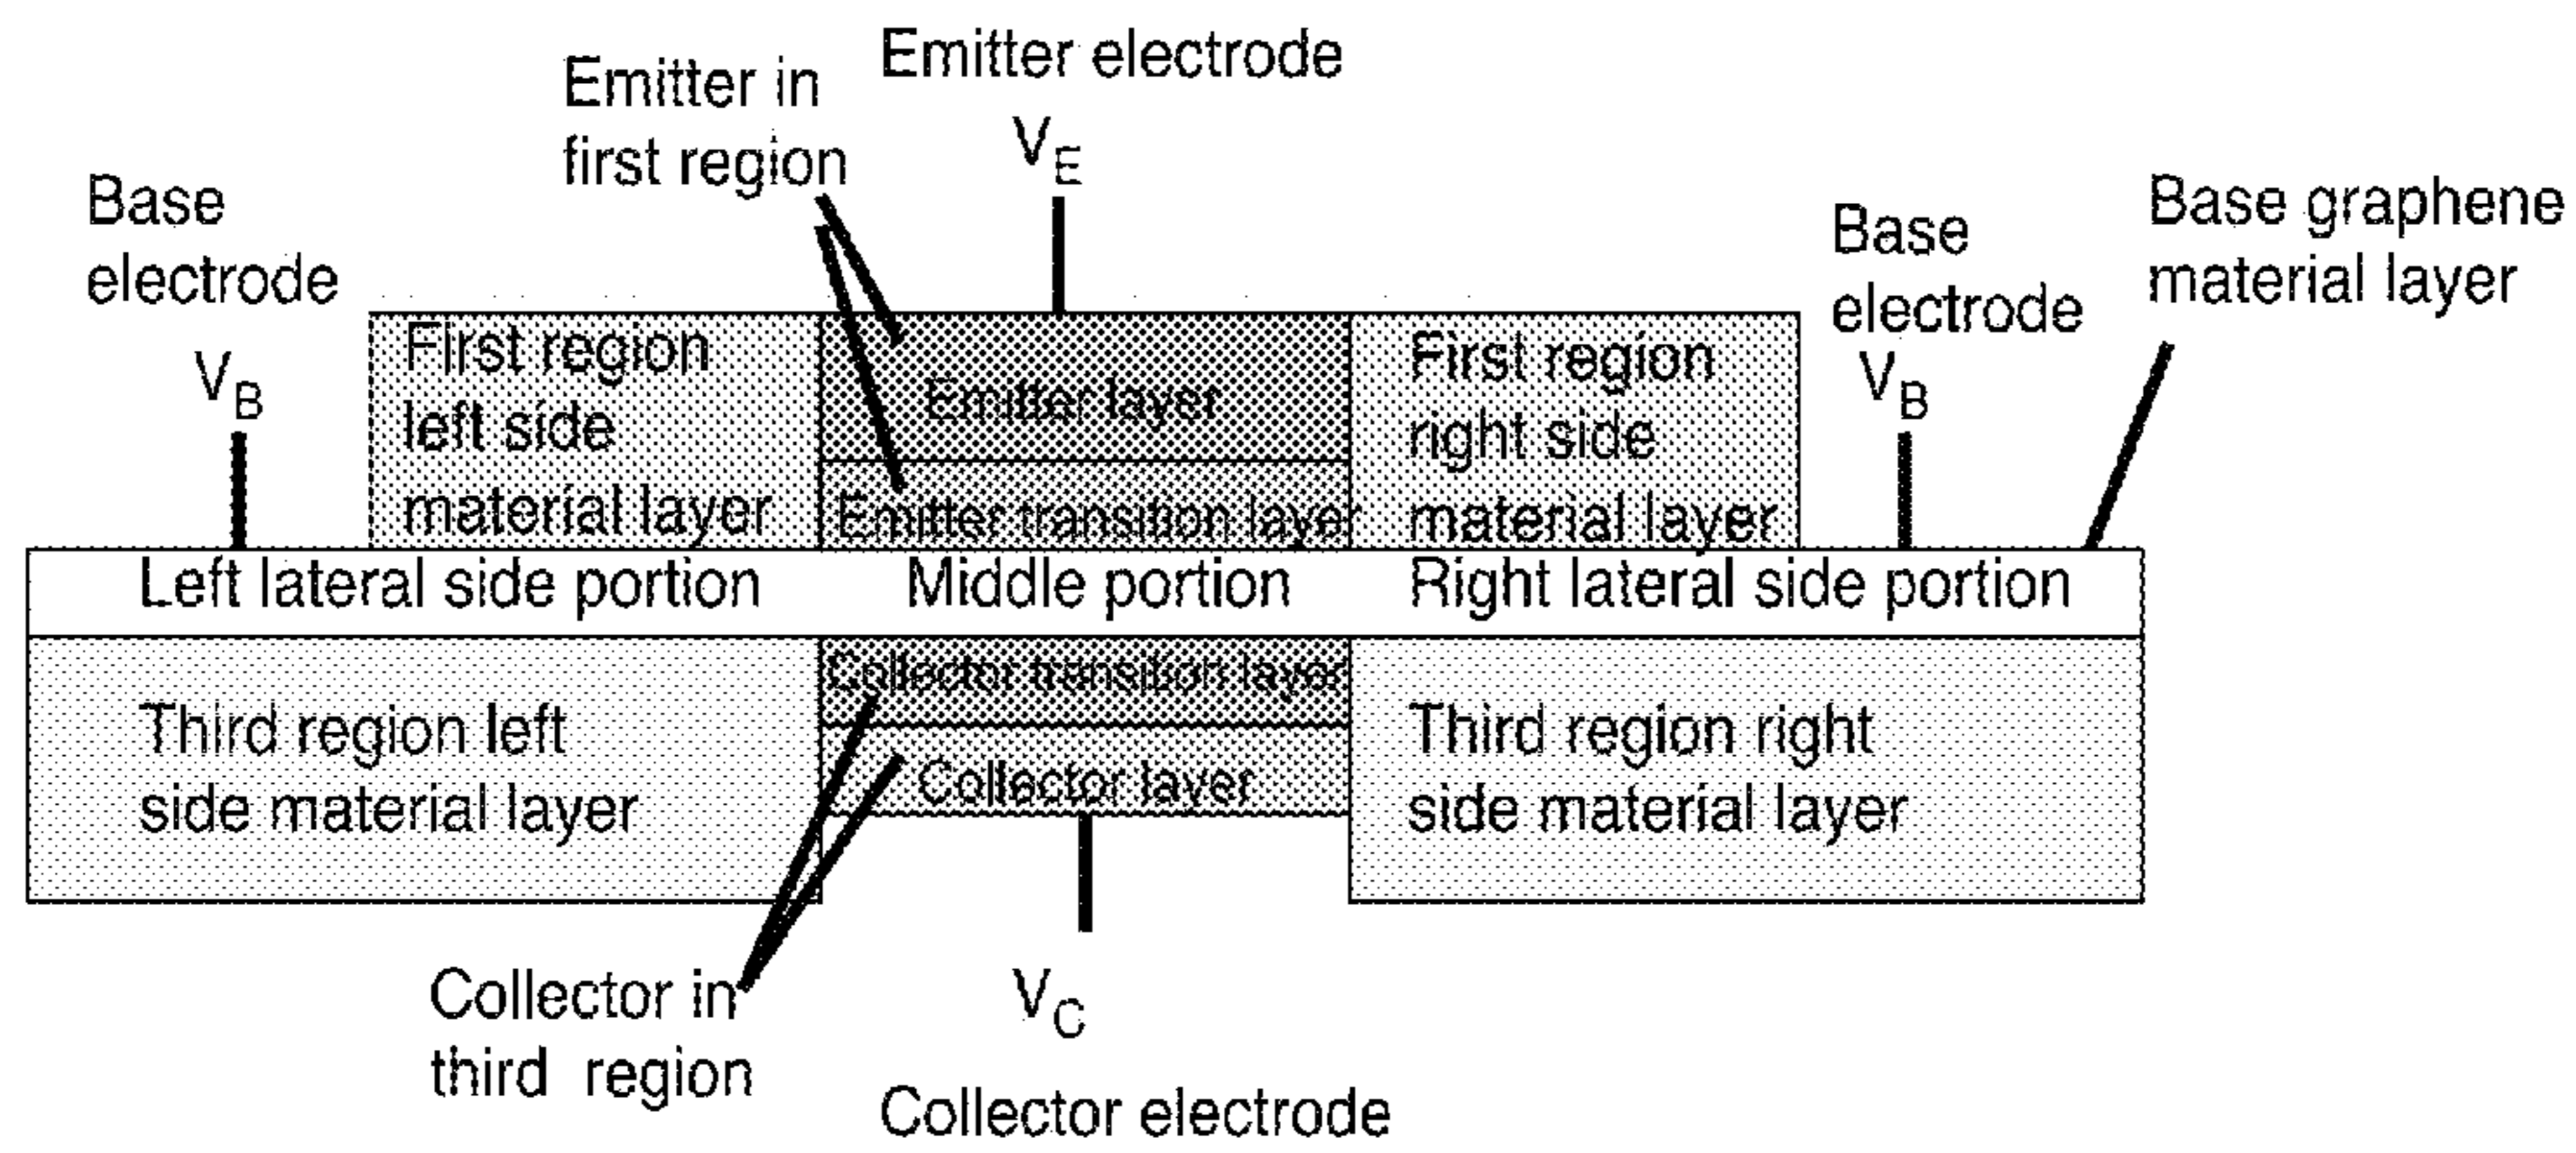 Emitter electrode
Emitter in
first region
V_E
Base
electrode
V_B
Base
electrode
V_B
Base graphene
material layer
First region
left side
material layer
Emitter layer
Emitter transition layer
First region
right side
material layer
Left lateral side portion
Middle portion
Right lateral side portion
Collector transition layer
Collector layer
Third region left
side material layer
Third region right
side material layer
Collector in
third region
V_C
Collector electrode